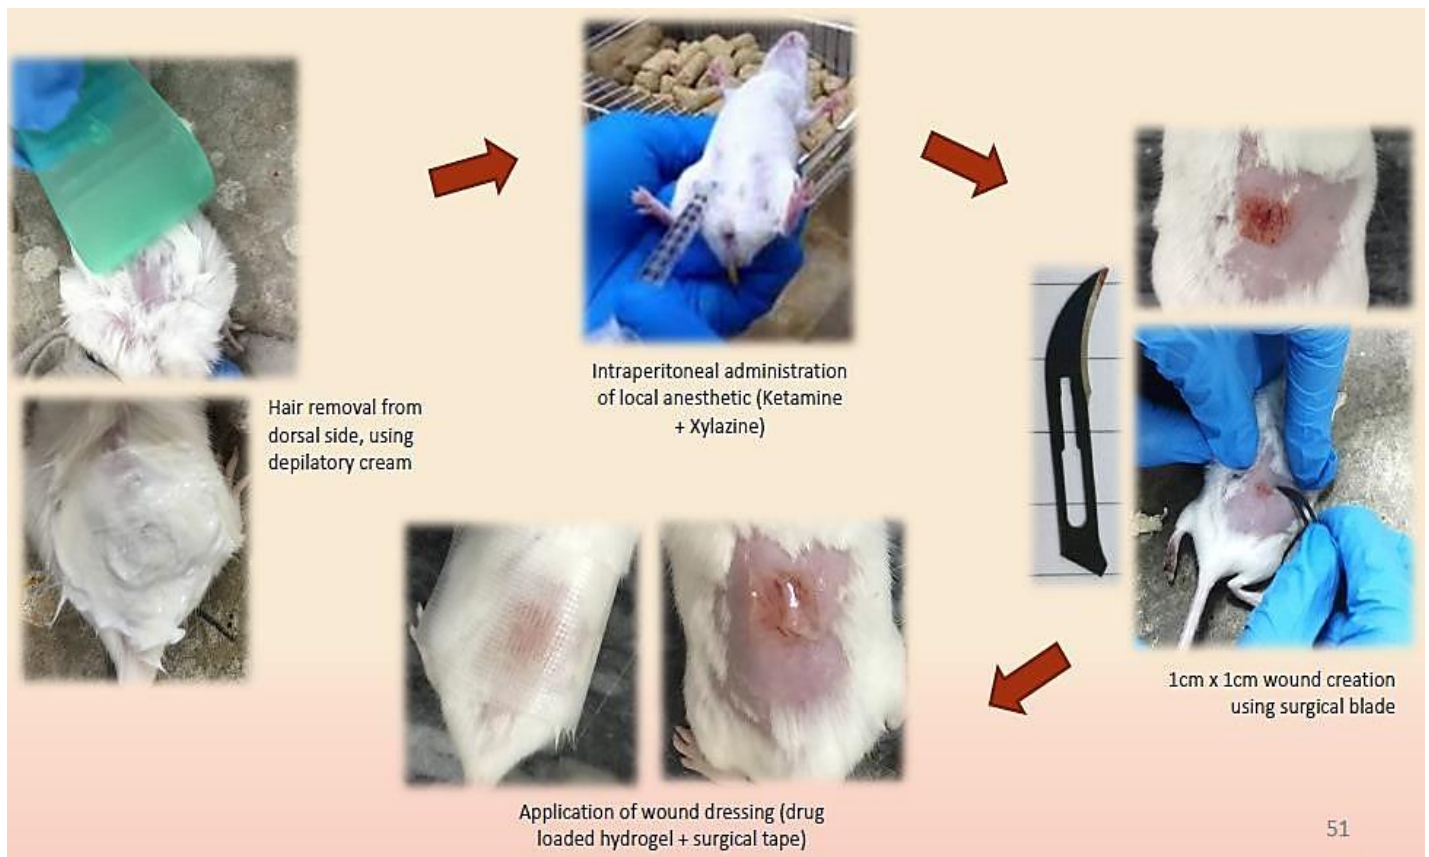 Hair removal from
dorsal side, using
depilatory cream
Intraperitoneal administration
of local anesthetic (Ketamine
+ Xylazine)
1cm x 1cm wound creation
using surgical blade
Application of wound dressing (drug
loaded hydrogel + surgical tape)
51